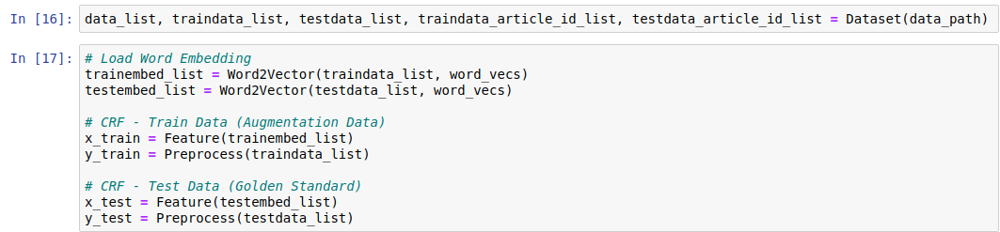 In [16]: data_list, traindata_list, testdata_list, traindata_article_id_list, testdata_article_id_list = Dataset(data_path)
In [17]: # Load Word Embedding
trainembed_list = Word2Vector(traindata_list, word_vecs)
testembed_list = Word2Vector(testdata_list, word_vecs)
# CRF - Train Data (Augmentation Data)
x_train = Feature(trainembed_list)
y_train = Preprocess(traindata_list)
# CRF - Test Data (Golden Standard)
x_test = Feature(testembed_list)
y_test = Preprocess(testdata_list)